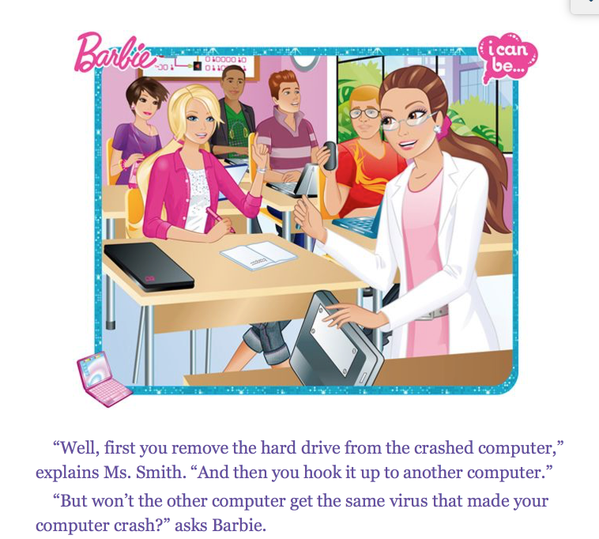 Barbie
i can
be...
“Well, first you remove the hard drive from the crashed computer,”
explains Ms. Smith. “And then you hook it up to another computer.”
“But won’t the other computer get the same virus that made your
computer crash?” asks Barbie.